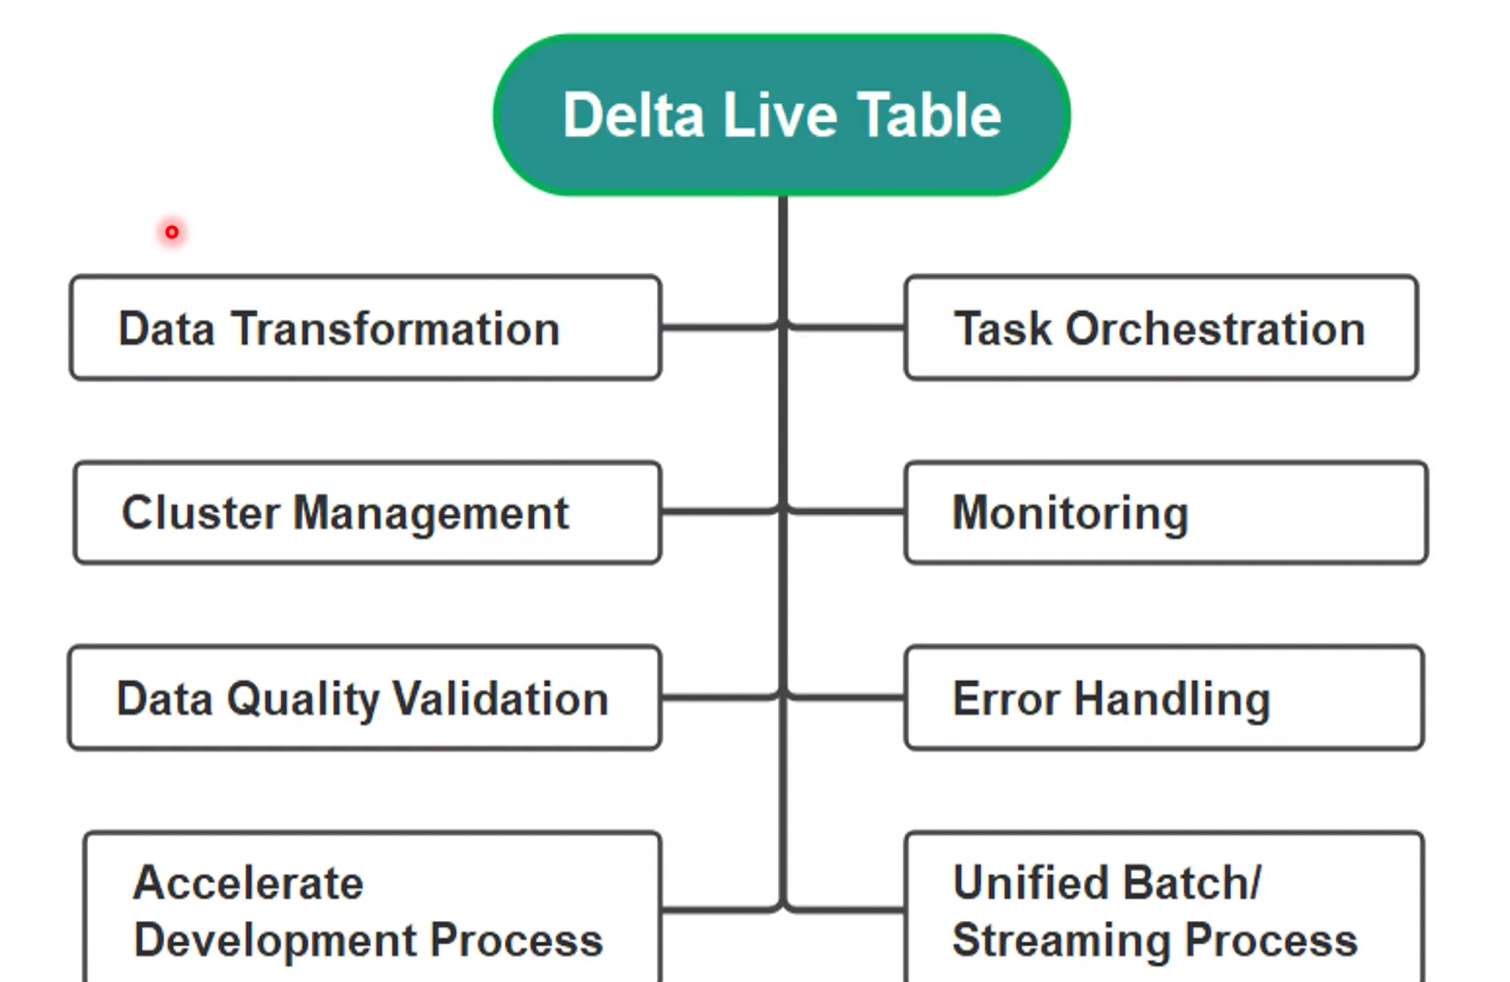 Delta Live Table
Data Transformation
Task Orchestration
Cluster Management
Monitoring
Data Quality Validation
Error Handling
Accelerate
Development Process
Unified Batch/
Streaming Process